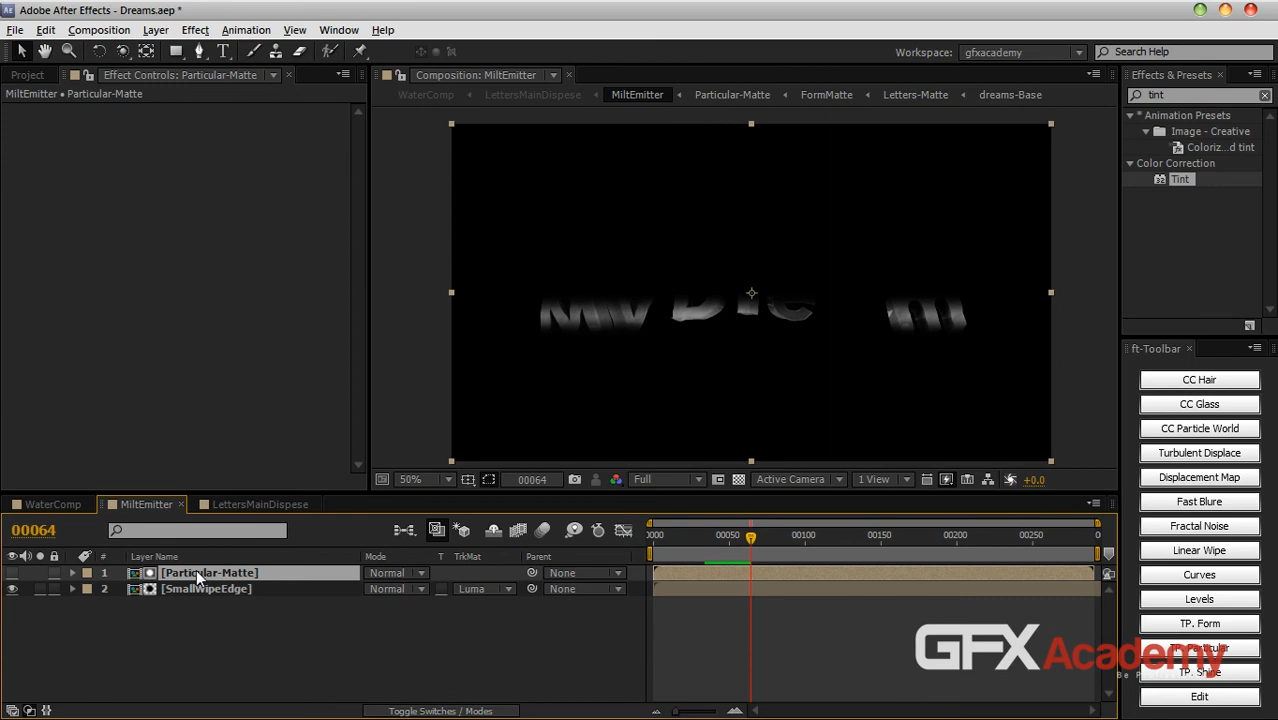 Adobe After Effects - Dreams.aep *
File Edit Composition Effect Animation View Window Help
Workspace: gfxacademy Search Help
Project Effect Controls: Particular-Matte Composition: MiltEmitter Effects & Presets
MiltEmitter • Particular-Matte WaterComp LettersMainDispese MiltEmitter Particular-Matte FormMatte Letters-Matte dreams-Base tint
* Animation Presets
Image - Creative
Coloriz...d tint
Color Correction
Tint
ft-Toolbar
CC Hair
CC Glass
CC Particle World
Turbulent Displace
Displacement Map
Fast Blure
Fractal Noise
Linear Wipe
Curves
Levels
TP. Form
TP. Particular
TP. Shine
Edit
50% 00064 Full Active Camera 1 View +0.0
WaterComp MiltEmitter LettersMainDispese
00064 0000 00050 00100 00150 00200 00250
# Layer Name Mode T TrkMat Parent
1 [Particular-Matte] Normal None
2 [SmallWipeEdge] Normal Luma None
Toggle Switches / Modes
GFXAcademy